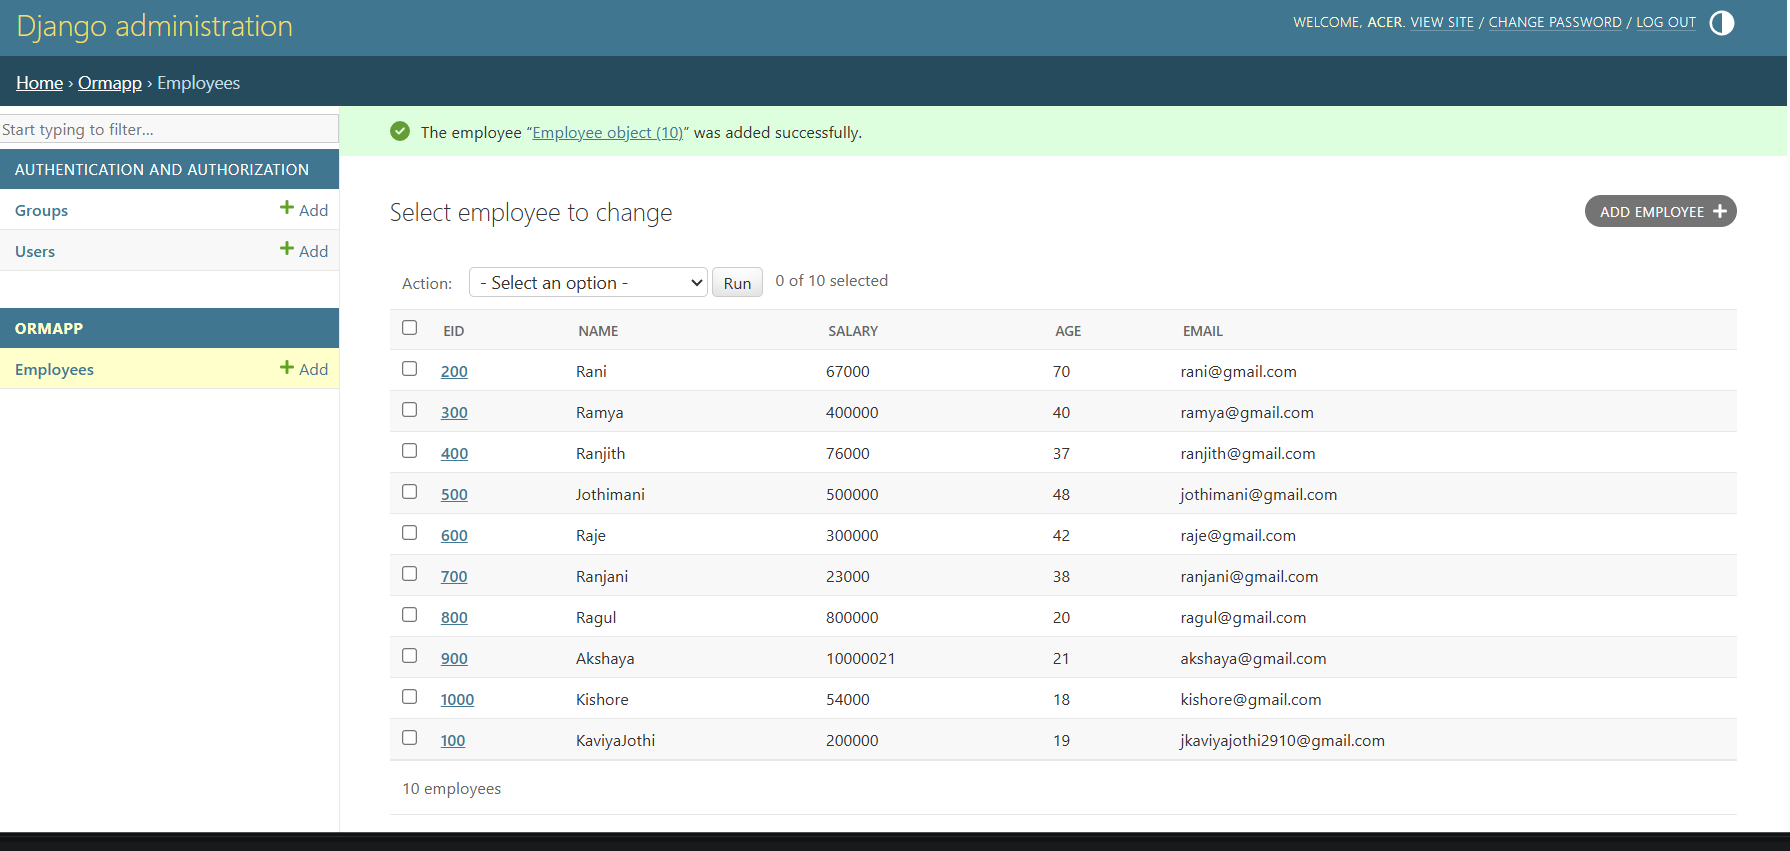 Django administration
WELCOME, ACER. VIEW SITE / CHANGE PASSWORD / LOG OUT
Home › Ormapp › Employees
Start typing to filter...
AUTHENTICATION AND AUTHORIZATION
Groups + Add
Users + Add
ORMAPP
Employees + Add
The employee “Employee object (10)” was added successfully.
Select employee to change
ADD EMPLOYEE +
Action: - Select an option - Run 0 of 10 selected
EID NAME SALARY AGE EMAIL
200 Rani 67000 70 rani@gmail.com
300 Ramya 400000 40 ramya@gmail.com
400 Ranjith 76000 37 ranjith@gmail.com
500 Jothimani 500000 48 jothimani@gmail.com
600 Raje 300000 42 raje@gmail.com
700 Ranjani 23000 38 ranjani@gmail.com
800 Ragul 800000 20 ragul@gmail.com
900 Akshaya 10000021 21 akshaya@gmail.com
1000 Kishore 54000 18 kishore@gmail.com
100 KaviyaJothi 200000 19 jkaviyajothi2910@gmail.com
10 employees